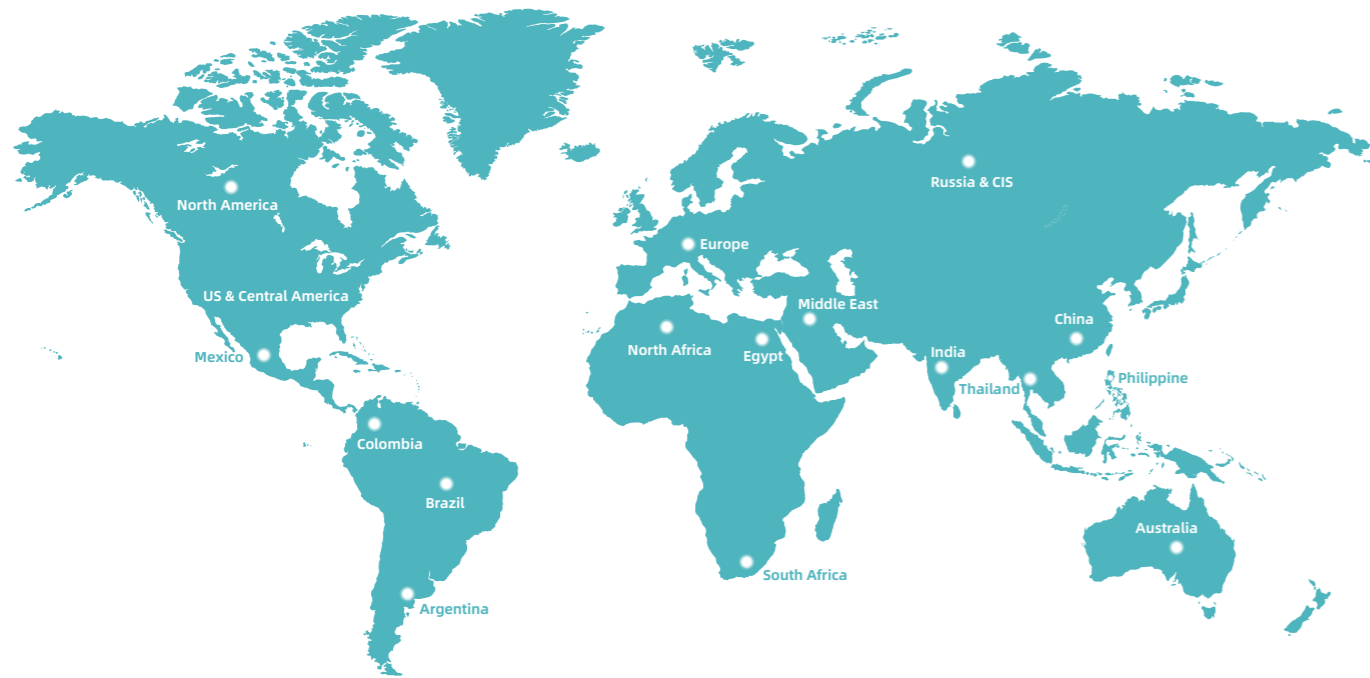 Russia & CIS
North America
Europe
US & Central America
Middle East
China
North Africa
Egypt
India
Mexico
Philippine
Thailand
Colombia
Brazil
Australia
South Africa
Argentina